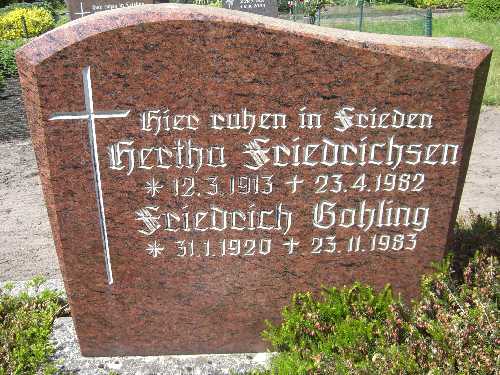 Hier ruhen in Frieden
Hertha Friedrichsen
* 12.3.1913 + 23.4.1982
Friedrich Gohling
* 31.1.1920 + 23.11.1983